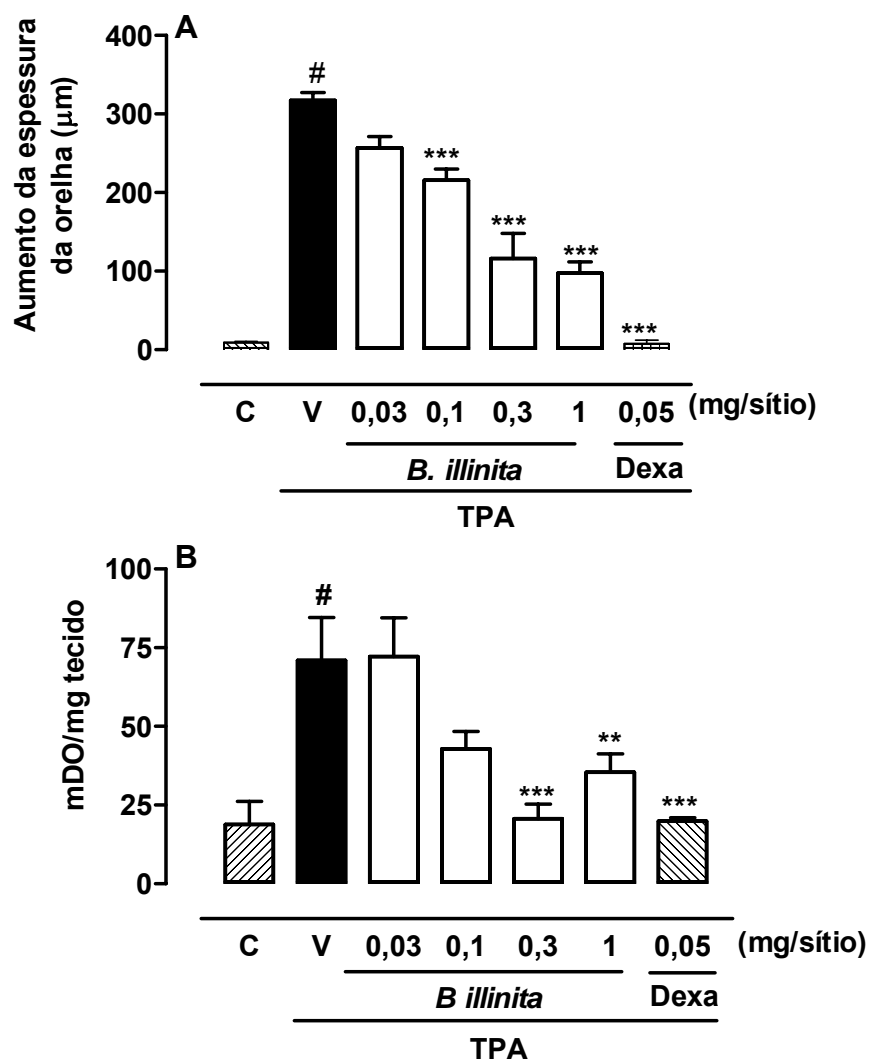 A
Aumento da espessura
da orelha (μm)
400
300
200
100
0
#
***
***
***
***
C V 0,03 0,1 0,3 1 0,05 (mg/sítio)
B. illinita Dexa
TPA
B
mDO/mg tecido
100
75
50
25
0
#
***
**
***
C V 0,03 0,1 0,3 1 0,05 (mg/sítio)
B illinita Dexa
TPA